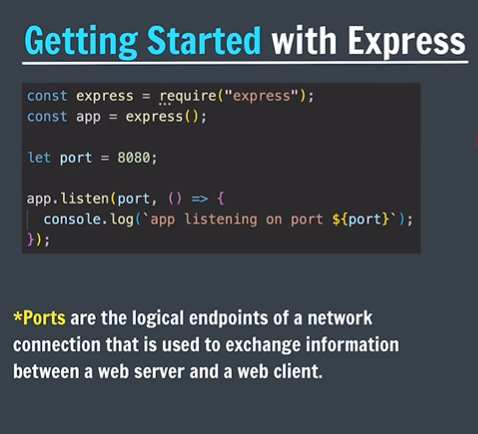 Getting Started with Express
const express = require("express");
const app = express();
let port = 8080;
app.listen(port, () => {
  console.log(`app listening on port ${port}`);
});
*Ports are the logical endpoints of a network
connection that is used to exchange information
between a web server and a web client.